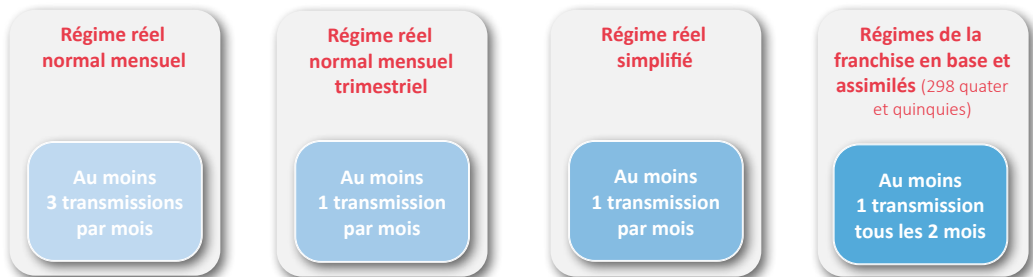 Régime réel
normal mensuel
Au moins
3 transmissions
par mois
Régime réel
normal mensuel
trimestriel
Au moins
1 transmission
par mois
Régime réel
simplifié
Au moins
1 transmission
par mois
Régimes de la
franchise en base et
assimilés (298 quater
et quinquies)
Au moins
1 transmission
tous les 2 mois